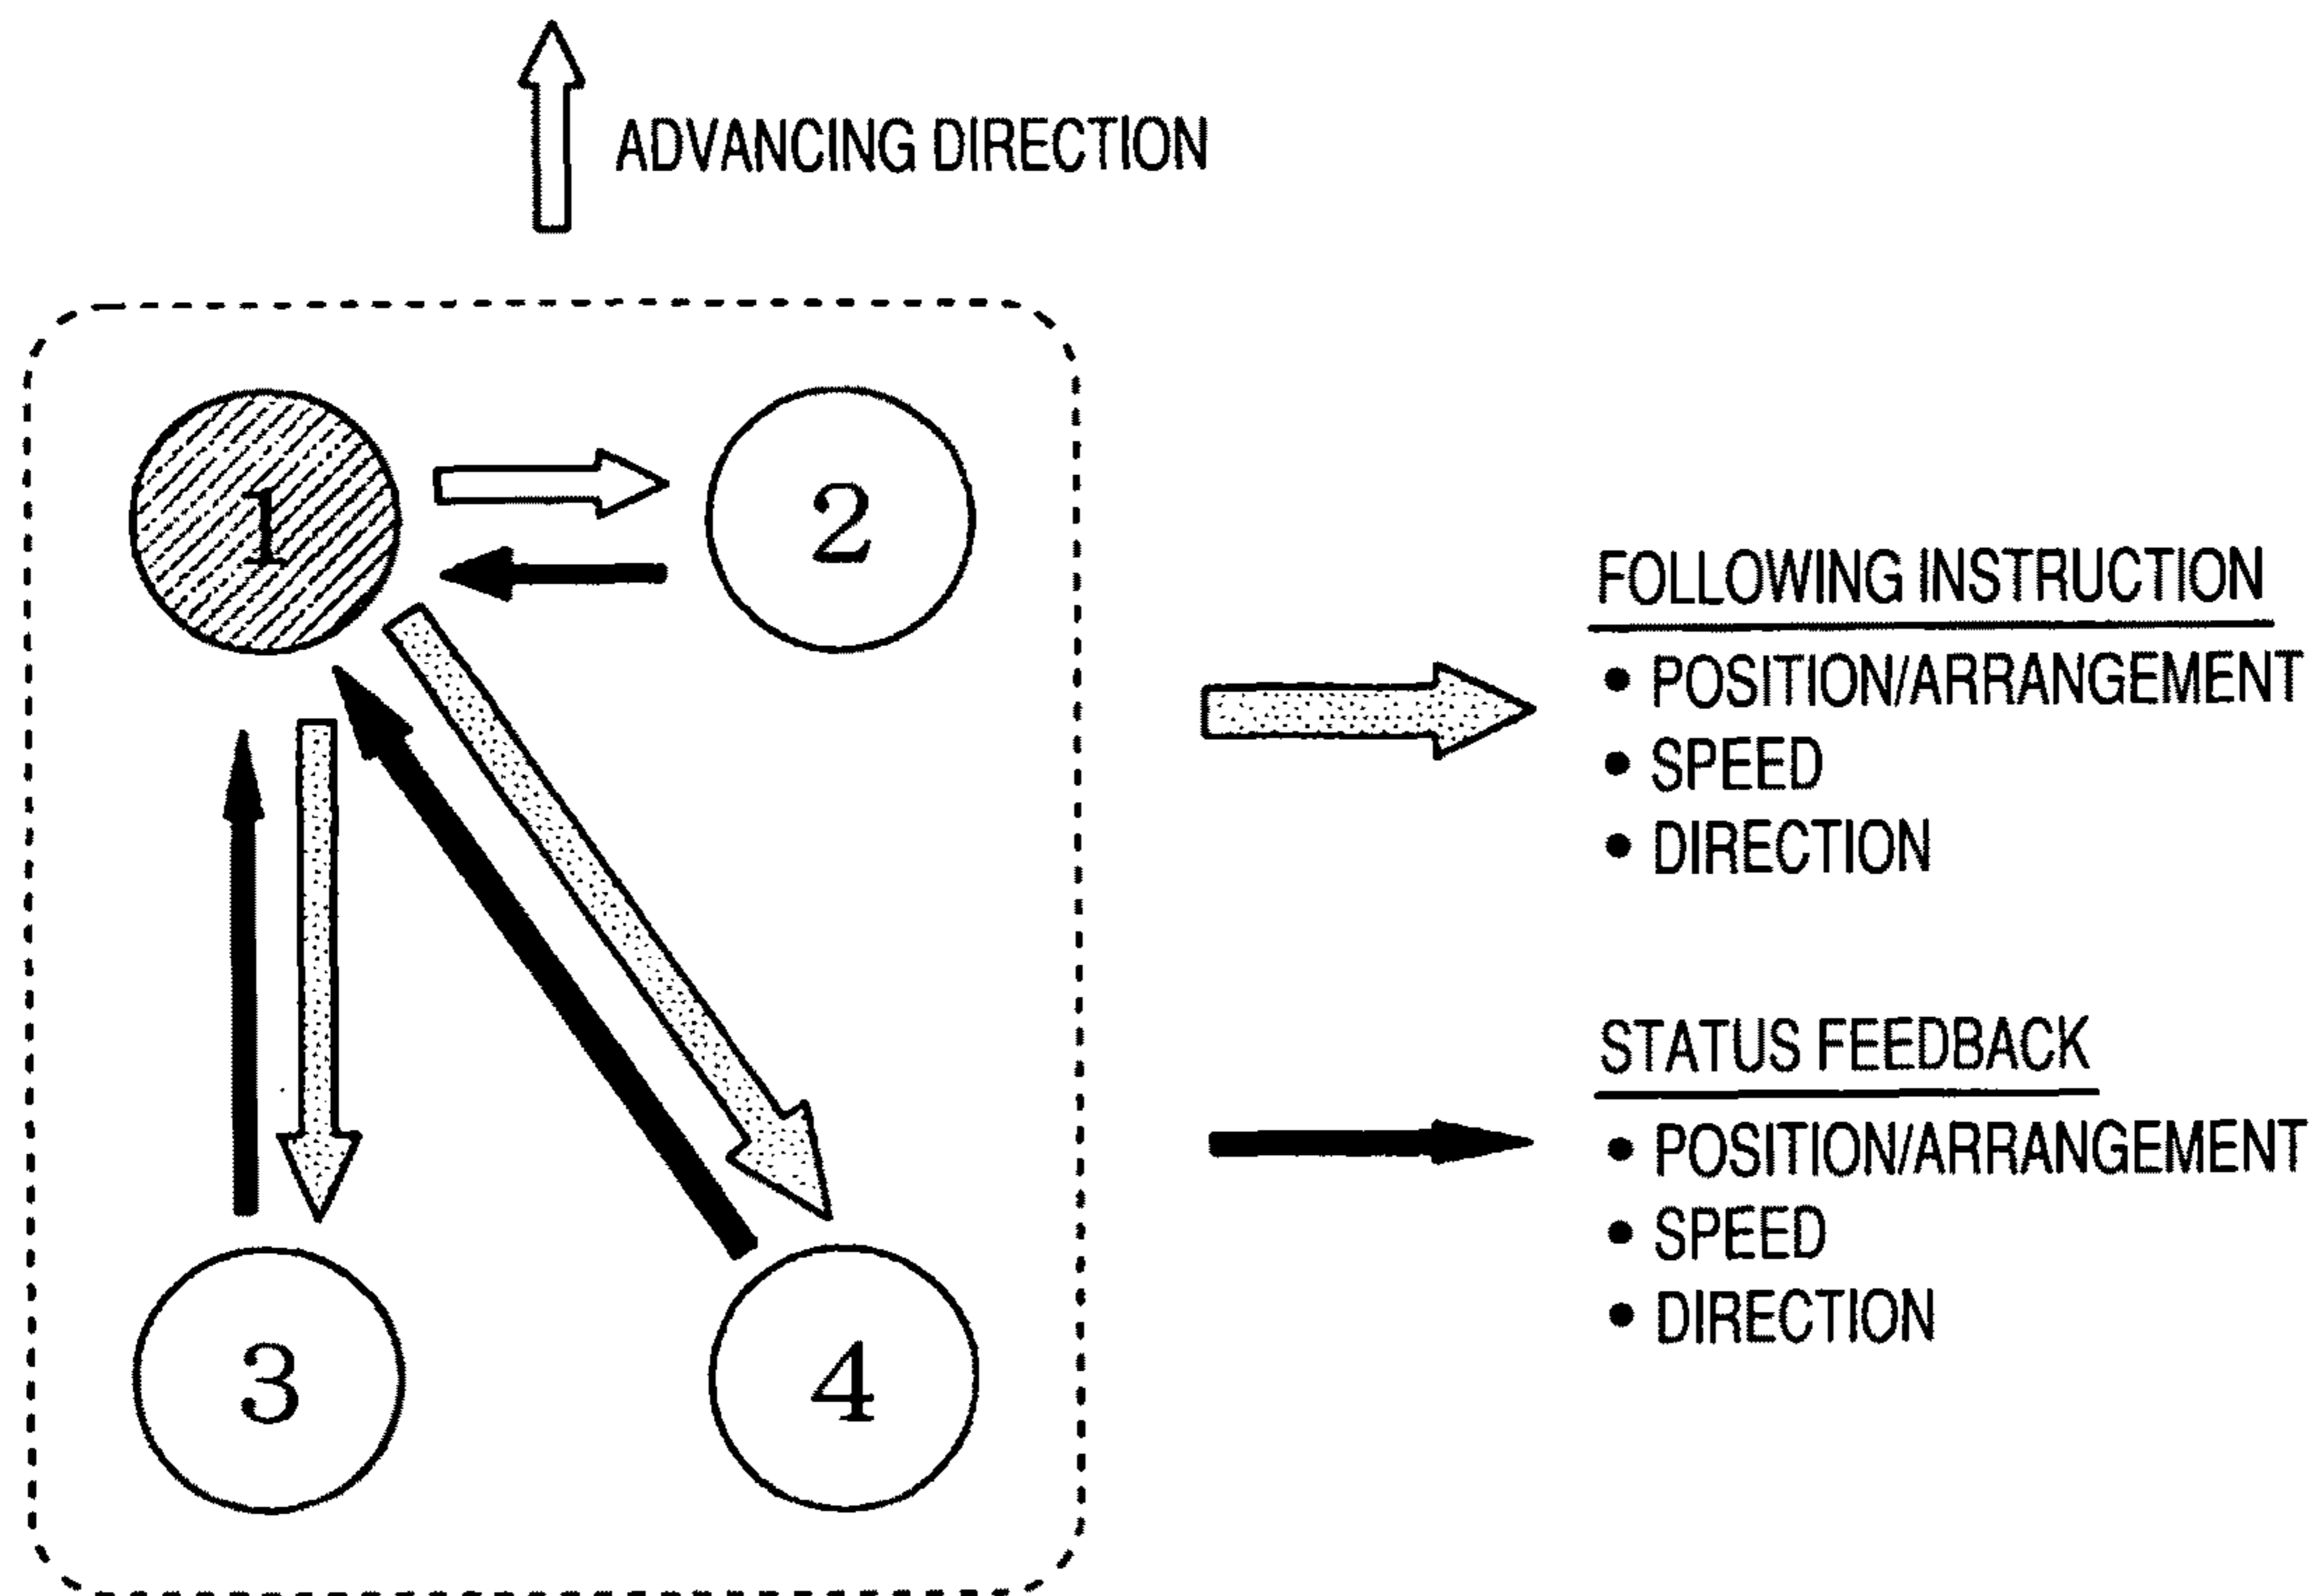 ADVANCING DIRECTION
1
2
FOLLOWING INSTRUCTION
• POSITION/ARRANGEMENT
• SPEED
• DIRECTION
STATUS FEEDBACK
• POSITION/ARRANGEMENT
• SPEED
• DIRECTION
3
4